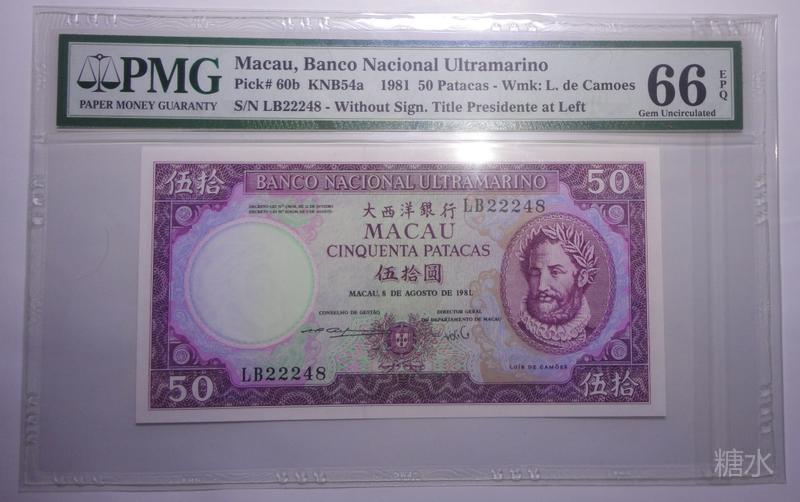 PMG
PAPER MONEY GUARANTY
Macau, Banco Nacional Ultramarino
Pick# 60b KNB54a 1981 50 Patacas - Wmk: L. de Camoes
S/N LB22248 - Without Sign. Title Presidente at Left
66 EPQ
Gem Uncirculated
伍拾
BANCO NACIONAL ULTRAMARINO
50
大西洋銀行
LB22248
MACAU
CINQUENTA PATACAS
伍拾圓
MACAU, 8 DE AGOSTO DE 1981.
CONSELHO DE GESTÃO
DIRECTOR GERAL
DO DEPARTAMENTO DE MACAU
LUÍS DE CAMÕES
LB22248
50
伍拾
糖水